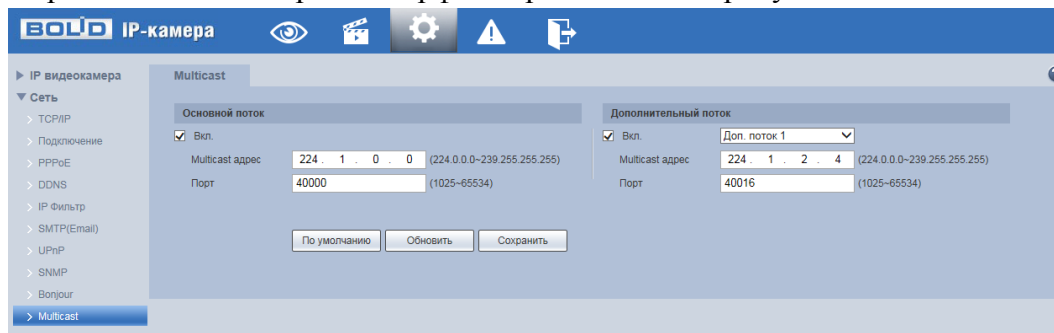 BOLID IP-камера
IP видеокамера
Сеть
TCP/IP
Подключение
PPPoE
DDNS
IP Фильтр
SMTP(Email)
UPnP
SNMP
Bonjour
Multicast
Multicast
Основной поток
Вкл.
Multicast адрес 224 . 1 . 0 . 0 (224.0.0.0~239.255.255.255)
Порт 40000 (1025~65534)
По умолчанию Обновить Сохранить
Дополнительный поток
Вкл. Доп. поток 1
Multicast адрес 224 . 1 . 2 . 4 (224.0.0.0~239.255.255.255)
Порт 40016 (1025~65534)